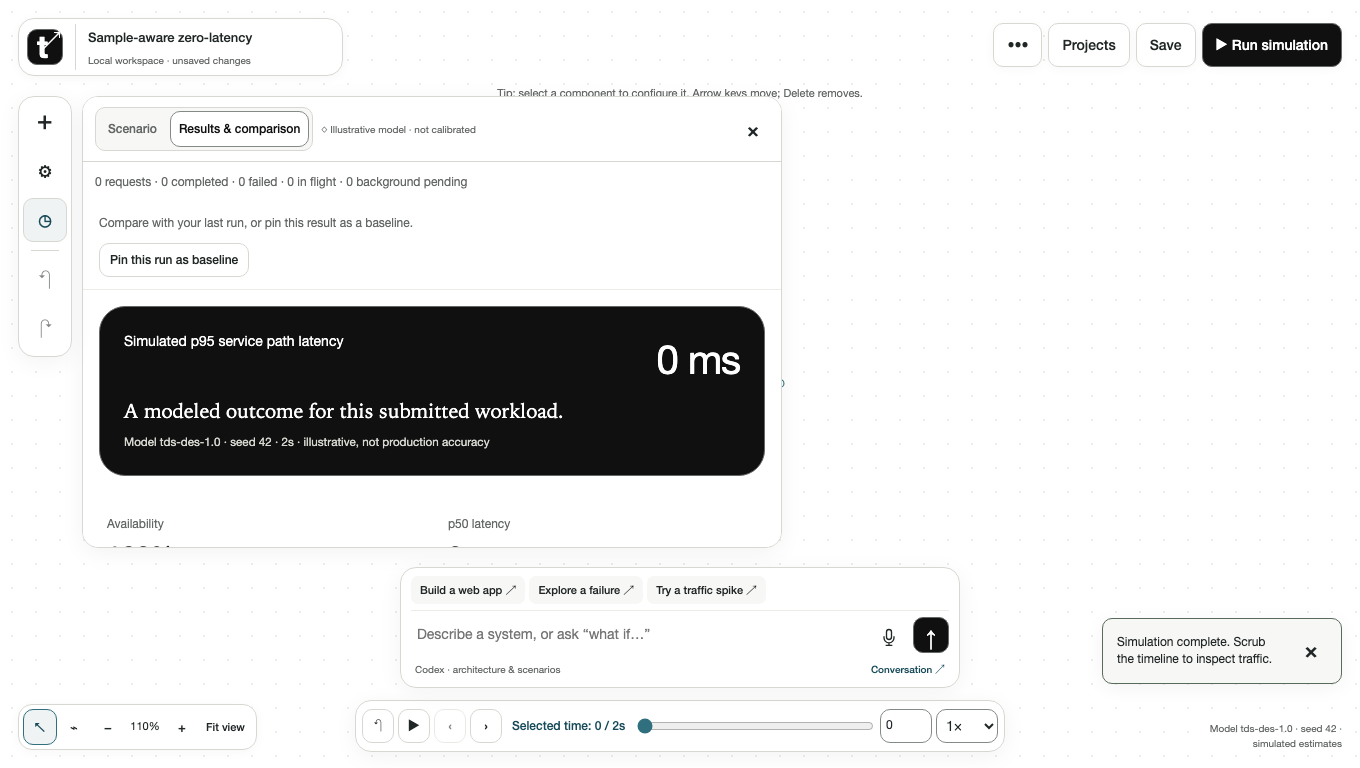 t
Sample-aware zero-latency
Local workspace · unsaved changes
•••
Projects
Save
▶ Run simulation
Tip: select a component to configure it. Arrow keys move; Delete removes.
Scenario
Results & comparison
◇ Illustrative model · not calibrated
×
0 requests · 0 completed · 0 failed · 0 in flight · 0 background pending
Compare with your last run, or pin this result as a baseline.
Pin this run as baseline
Simulated p95 service path latency
0 ms
A modeled outcome for this submitted workload.
Model tds-des-1.0 · seed 42 · 2s · illustrative, not production accuracy
Availability
p50 latency
Build a web app ↗
Explore a failure ↗
Try a traffic spike ↗
Describe a system, or ask “what if…”
Codex · architecture & scenarios
Conversation ↗
Simulation complete. Scrub
the timeline to inspect traffic.
×
110%
Fit view
Selected time: 0 / 2s
0
1×
Model tds-des-1.0 · seed 42 ·
simulated estimates